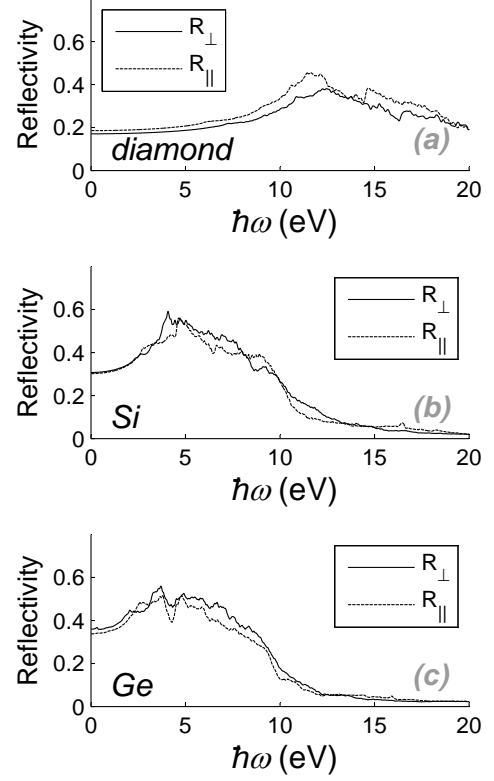 Reflectivity
0.6
0.4
0.2
0
R⊥
R||
diamond
(a)
0 5 10 15 20
ħω (eV)
Reflectivity
0.6
0.4
0.2
0
R⊥
R||
Si
(b)
0 5 10 15 20
ħω (eV)
Reflectivity
0.6
0.4
0.2
0
R⊥
R||
Ge
(c)
0 5 10 15 20
ħω (eV)